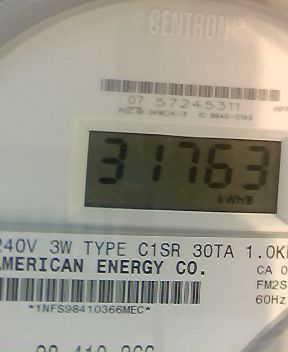 CENTRON
07 57245311
31763
kWh
240V 3W TYPE C1SR 30TA 1.0K
AMERICAN ENERGY CO.
CA 0
FM2S
60Hz
*1NFS98410366MEC*